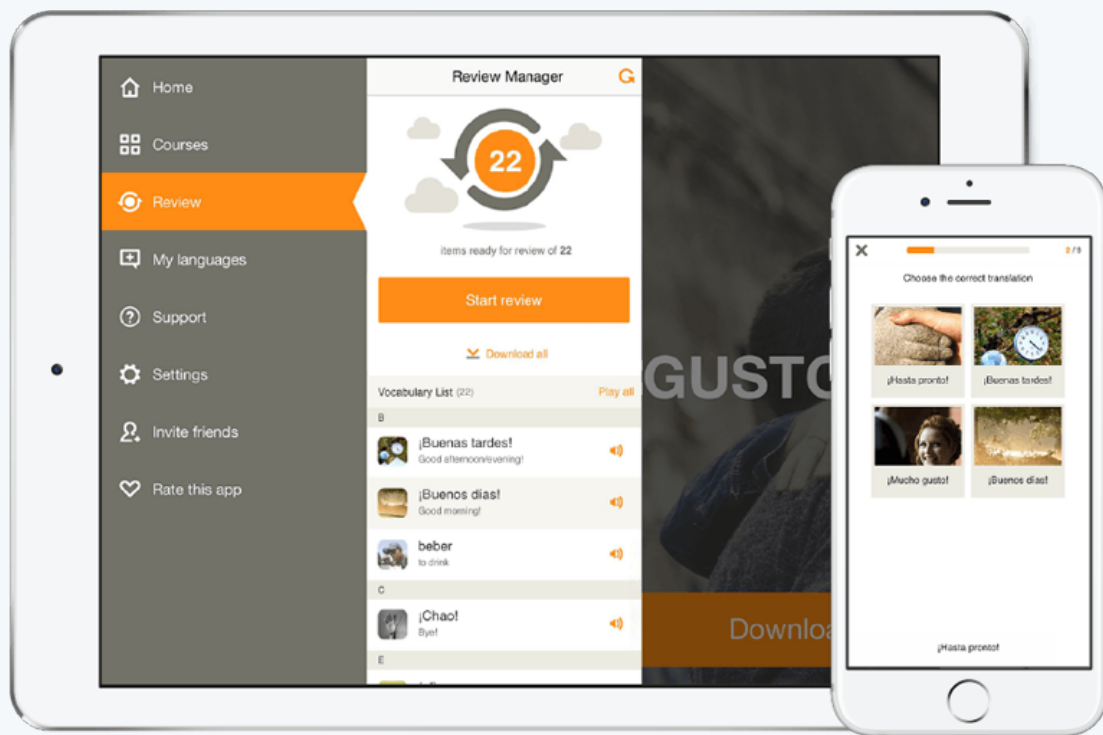 Home
Courses
Review
My languages
Support
Settings
Invite friends
Rate this app
Review Manager
22
items ready for review of 22
Start review
Download all
Vocabulary List (22)
Play all
B
¡Buenas tardes!
Good afternoon/evening!
¡Buenos días!
Good morning!
beber
to drink
C
¡Chao!
Bye!
E
GUSTO
Downloa
2 / 9
Choose the correct translation
¡Hasta pronto!
¡Buenas tardes!
¡Mucho gusto!
¡Buenos días!
¡Hasta pronto!